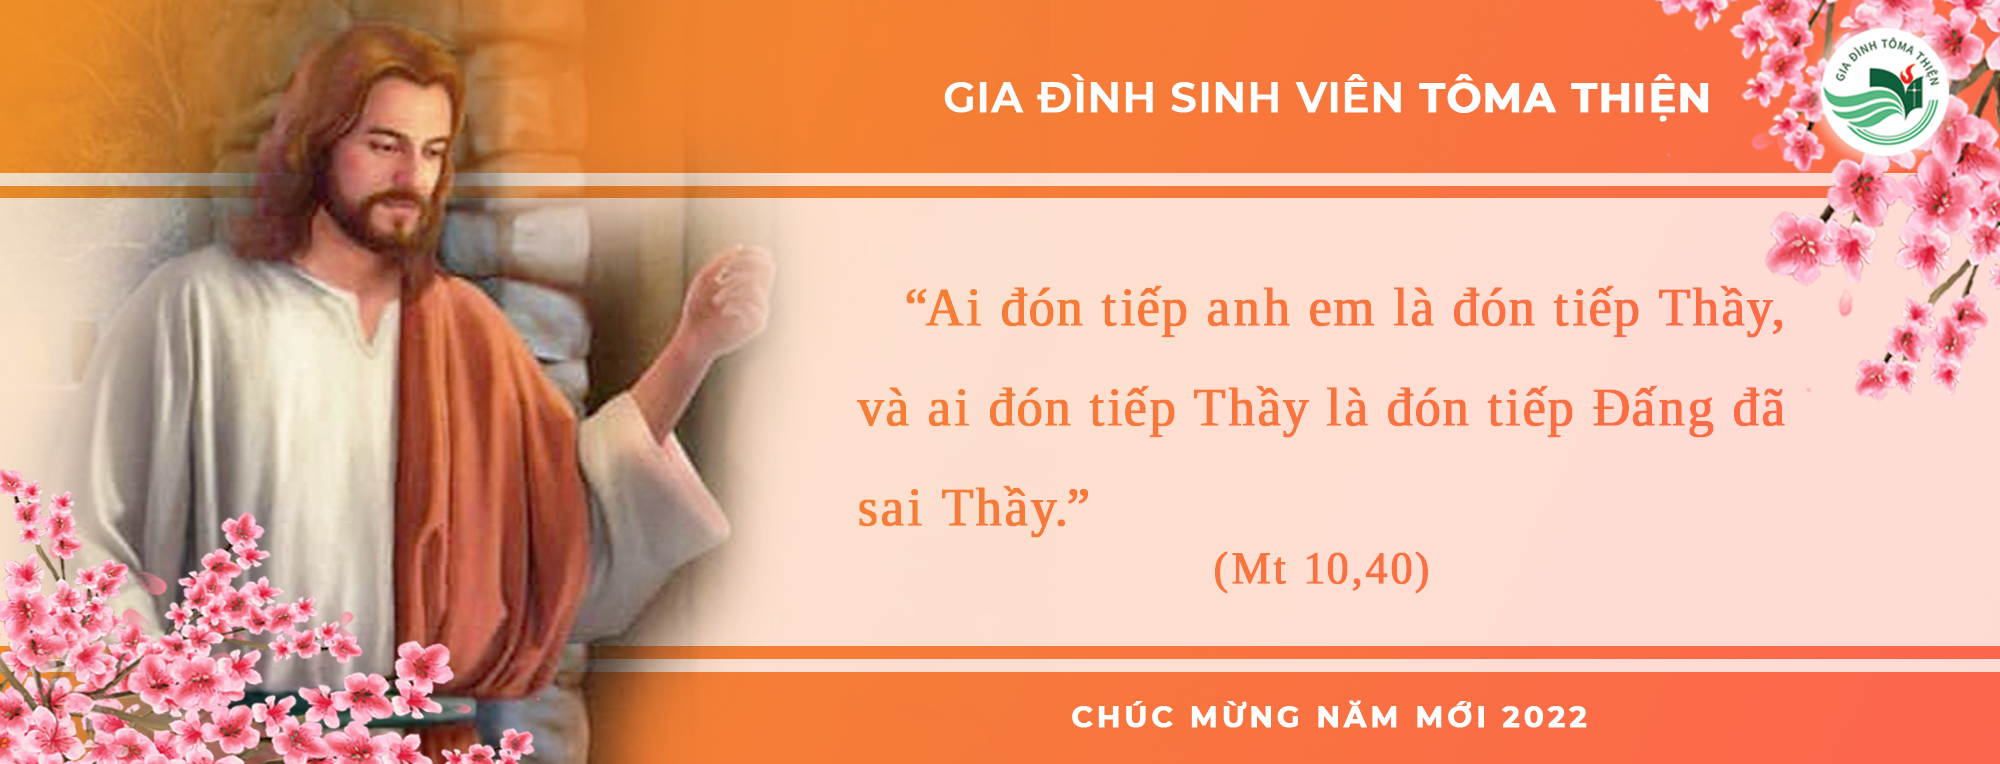 GIA ĐÌNH SINH VIÊN TÔMA THIỆN
GIA ĐÌNH TÔMA THIỆN
“Ai đón tiếp anh em là đón tiếp Thầy,
và ai đón tiếp Thầy là đón tiếp Đấng đã
sai Thầy.”
(Mt 10,40)
CHÚC MỪNG NĂM MỚI 2022